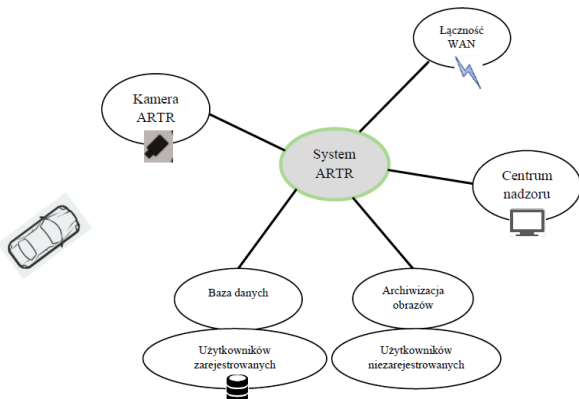 Łączność
WAN
Kamera
ARTR
System
ARTR
Centrum
nadzoru
Baza danych
Archiwizacja
obrazów
Użytkowników
zarejestrowanych
Użytkowników
niezarejestrowanych